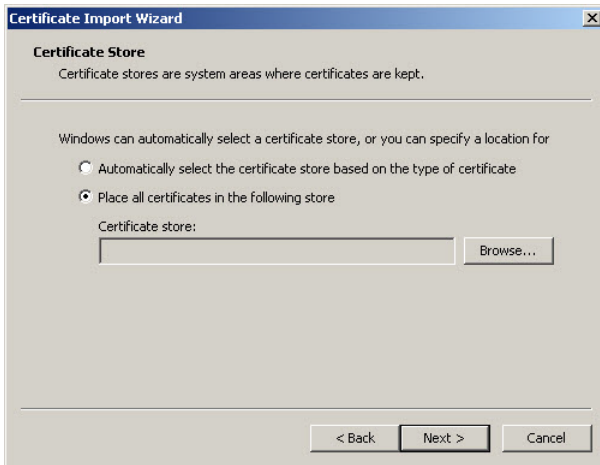 Certificate Import Wizard
Certificate Store
Certificate stores are system areas where certificates are kept.
Windows can automatically select a certificate store, or you can specify a location for
Automatically select the certificate store based on the type of certificate
Place all certificates in the following store
Certificate store:
Browse...
< Back
Next >
Cancel